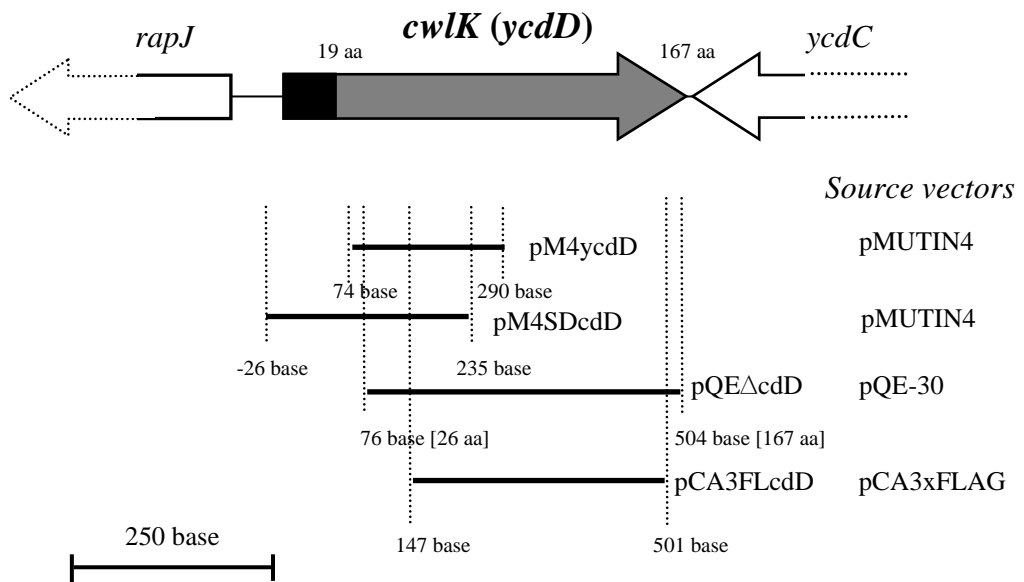 rapJ
cwlK (ycdD)
ycdC
19 aa
167 aa
Source vectors
pM4ycdD
pMUTIN4
74 base
290 base
pM4SDcdD
pMUTIN4
-26 base
235 base
pQEΔcdD
pQE-30
76 base [26 aa]
504 base [167 aa]
pCA3FLcdD
pCA3xFLAG
250 base
147 base
501 base